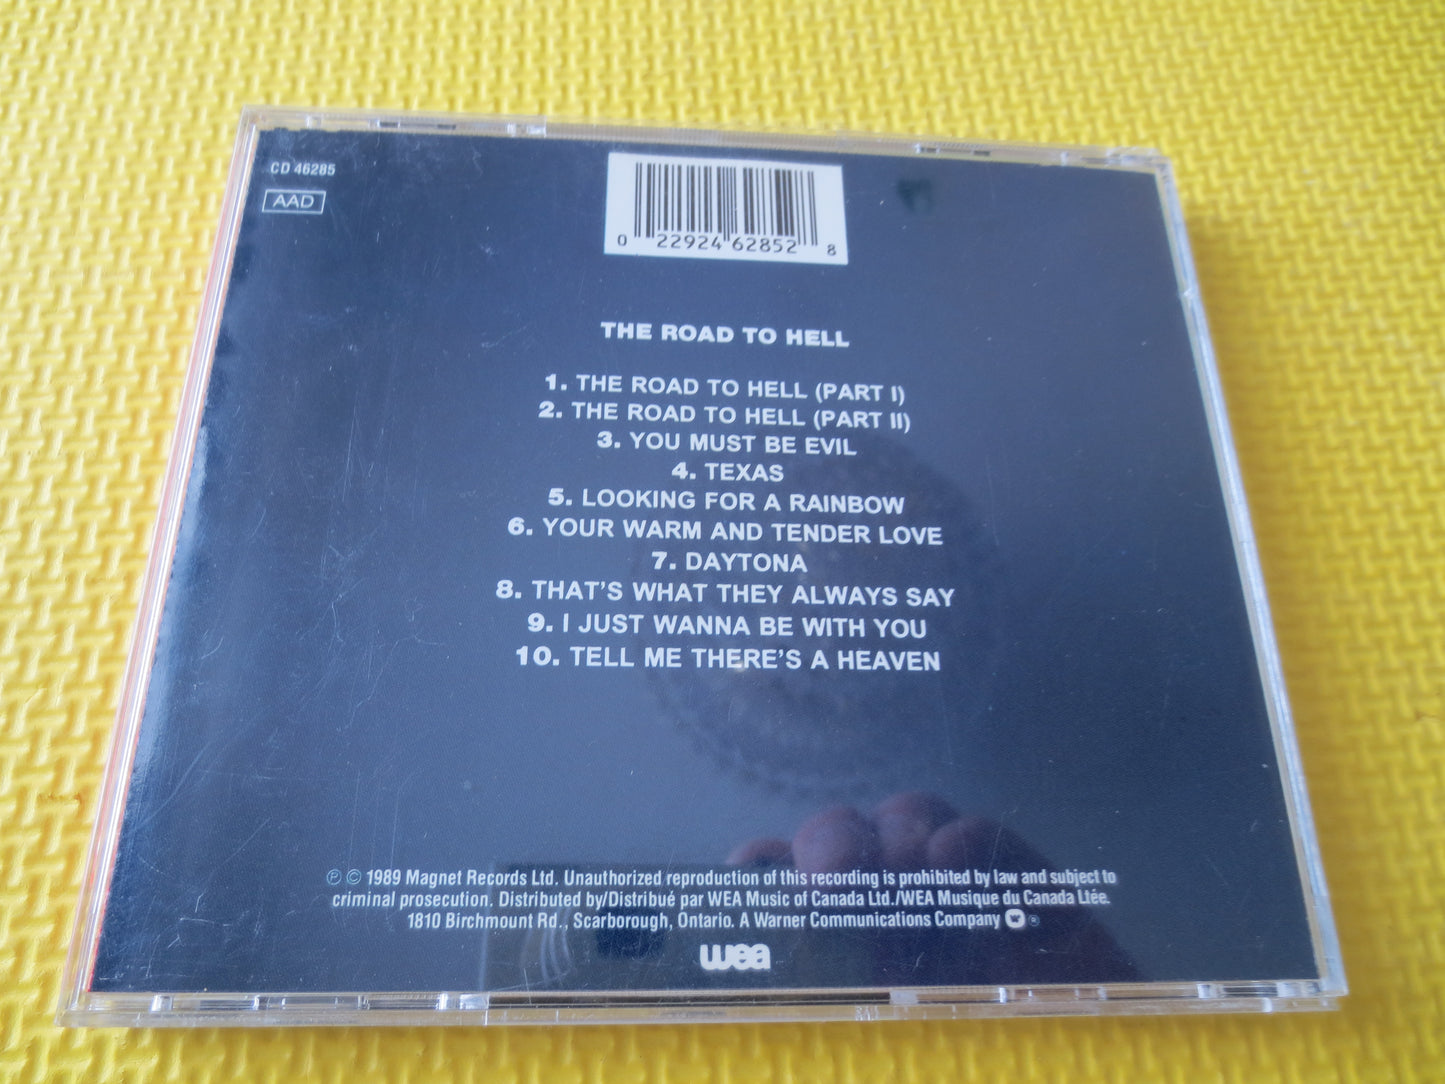 CD 46285
AAD
0 22924 62852 8
THE ROAD TO HELL
1. THE ROAD TO HELL (PART I)
2. THE ROAD TO HELL (PART II)
3. YOU MUST BE EVIL
4. TEXAS
5. LOOKING FOR A RAINBOW
6. YOUR WARM AND TENDER LOVE
7. DAYTONA
8. THAT'S WHAT THEY ALWAYS SAY
9. I JUST WANNA BE WITH YOU
10. TELL ME THERE'S A HEAVEN
℗ © 1989 Magnet Records Ltd. Unauthorized reproduction of this recording is prohibited by law and subject to
criminal prosecution. Distributed by/Distribué par WEA Music of Canada Ltd./WEA Musique du Canada Ltée.
1810 Birchmount Rd., Scarborough, Ontario. A Warner Communications Company ®
wea